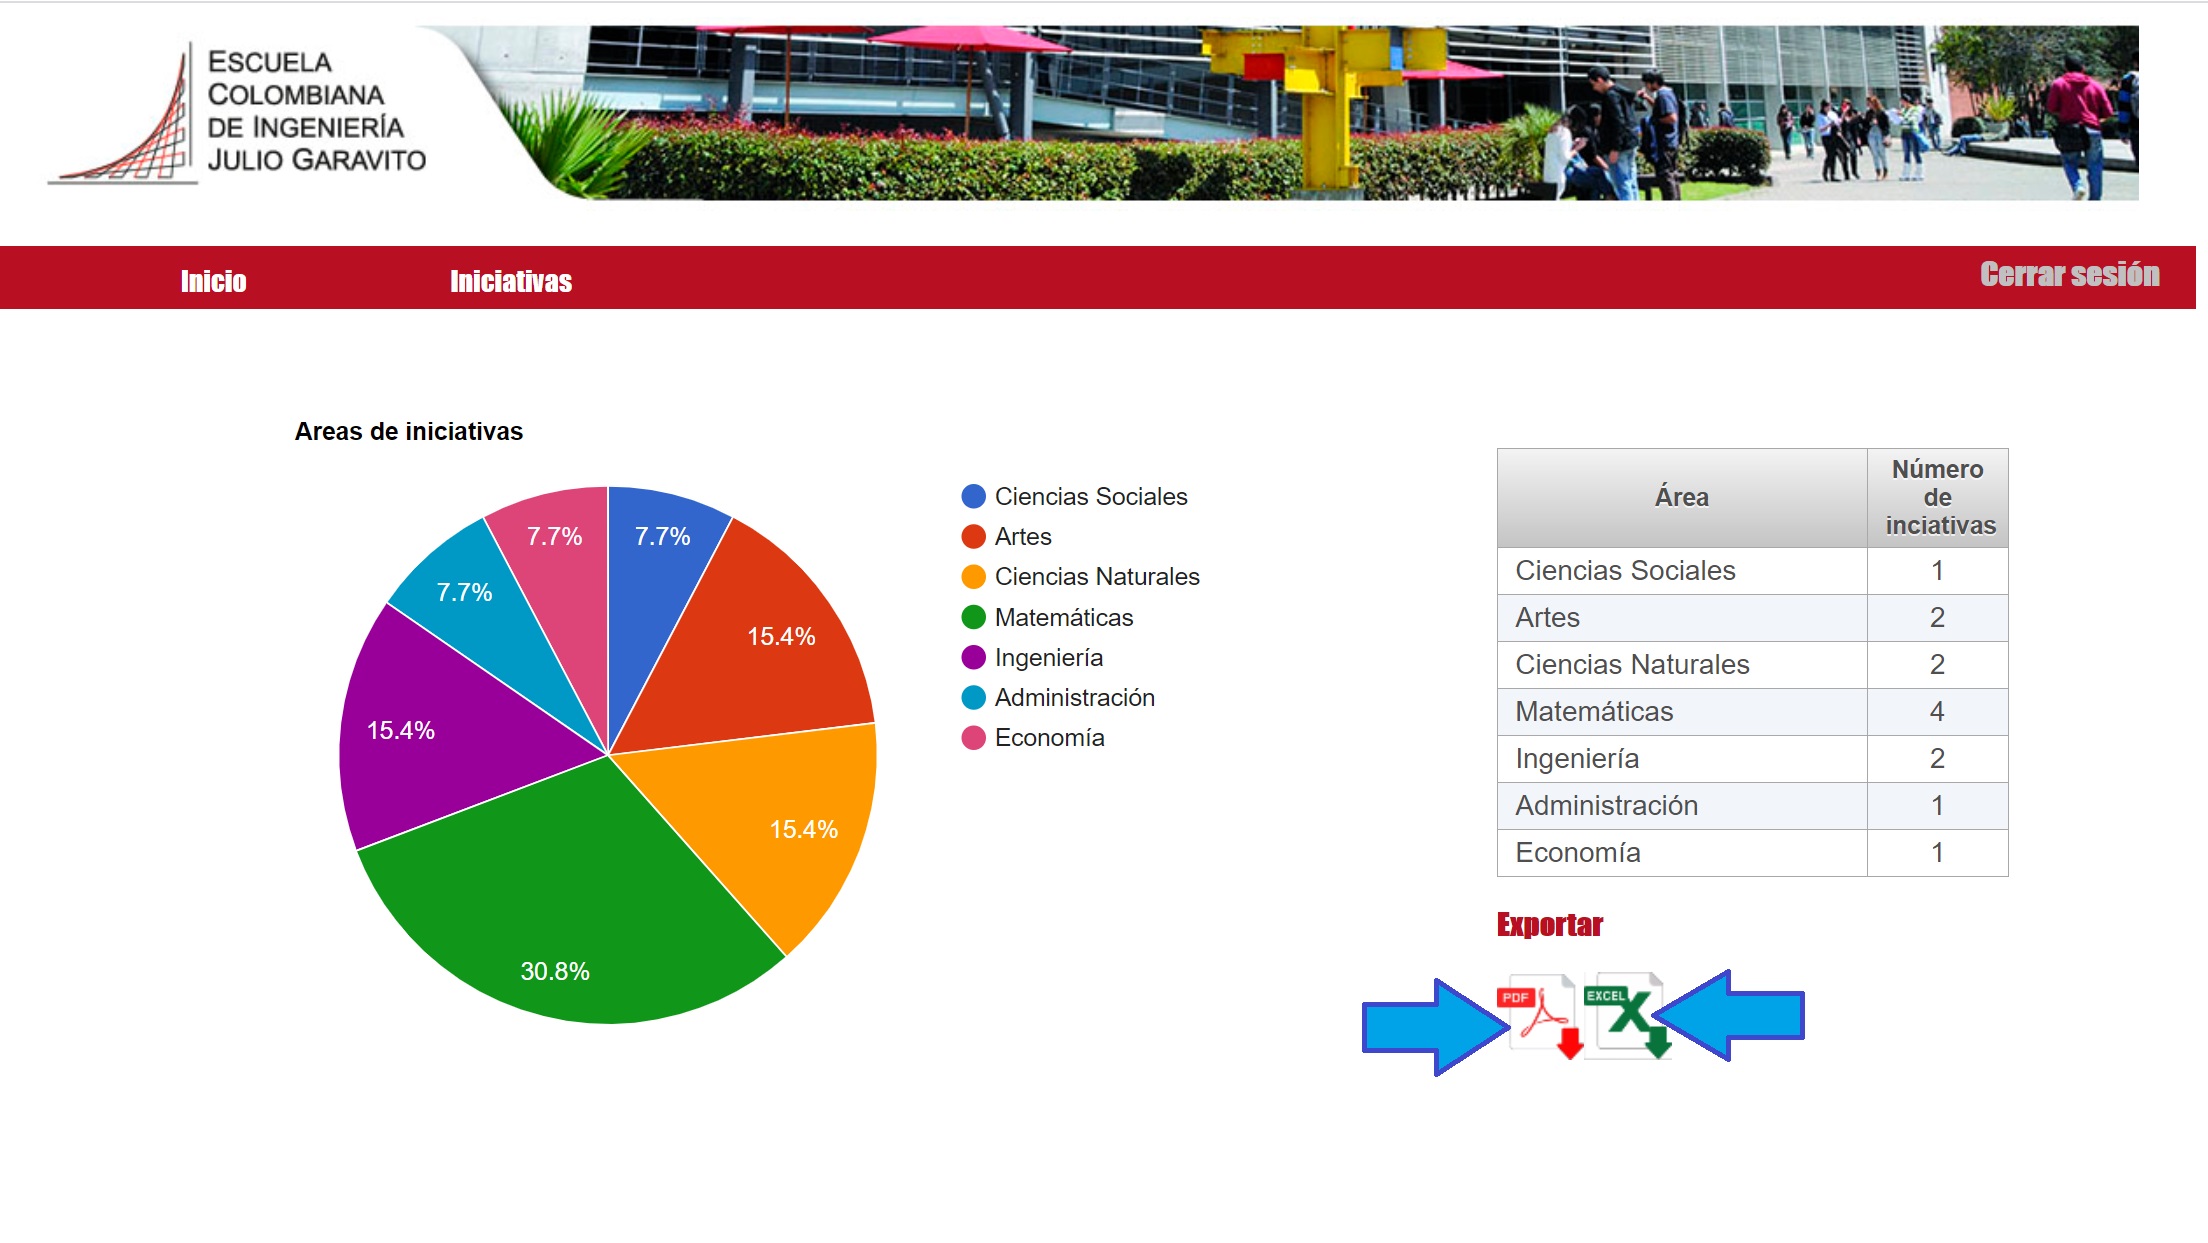 ESCUELA
COLOMBIANA
DE INGENIERÍA
JULIO GARAVITO
Inicio
Iniciativas
Cerrar sesión
Areas de iniciativas
7.7%
7.7%
7.7%
15.4%
15.4%
15.4%
30.8%
Ciencias Sociales
Artes
Ciencias Naturales
Matemáticas
Ingeniería
Administración
Economía
Área
Número
de
inciativas
Ciencias Sociales 1
Artes 2
Ciencias Naturales 2
Matemáticas 4
Ingeniería 2
Administración 1
Economía 1
Exportar
PDF
EXCEL